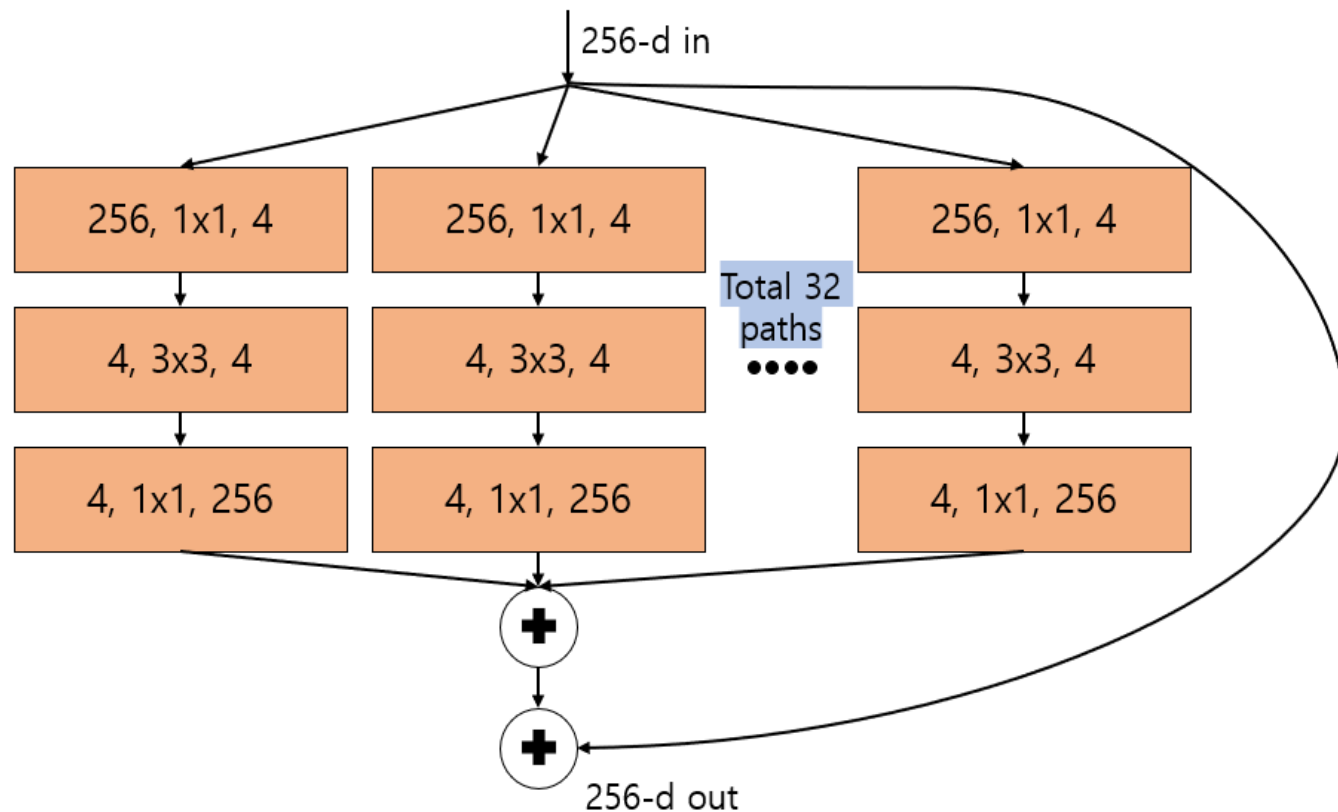 256-d in
256, 1x1, 4
256, 1x1, 4
256, 1x1, 4
Total 32
paths
4, 3x3, 4
4, 3x3, 4
4, 3x3, 4
4, 1x1, 256
4, 1x1, 256
4, 1x1, 256
256-d out